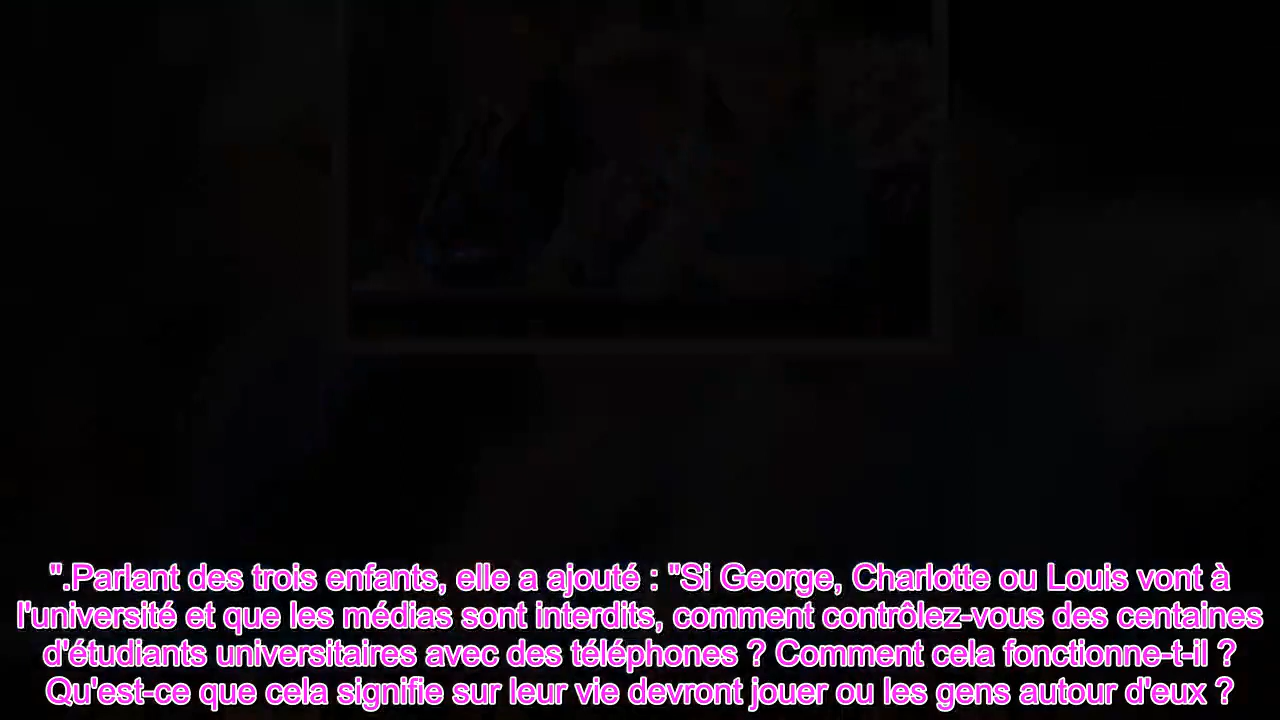 ".Parlant des trois enfants, elle a ajouté : "Si George, Charlotte ou Louis vont à
l'université et que les médias sont interdits, comment contrôlez-vous des centaines
d'étudiants universitaires avec des téléphones ? Comment cela fonctionne-t-il ?
Qu'est-ce que cela signifie sur leur vie devront jouer ou les gens autour d'eux ?